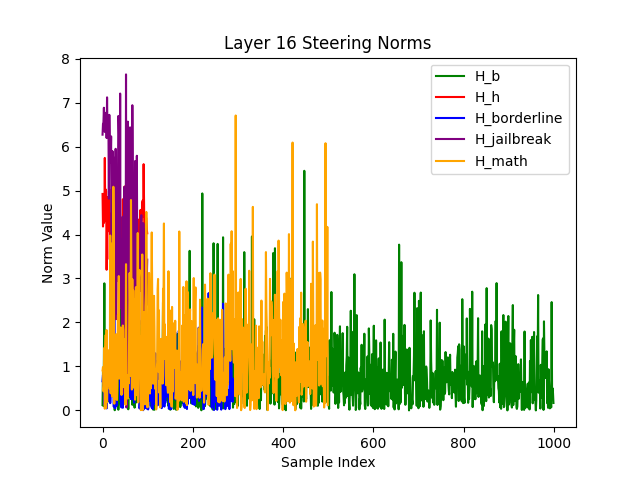 Layer 16 Steering Norms
8
7
6
5
4
3
2
1
0
Norm Value
H_b
H_h
H_borderline
H_jailbreak
H_math
0 200 400 600 800 1000
Sample Index